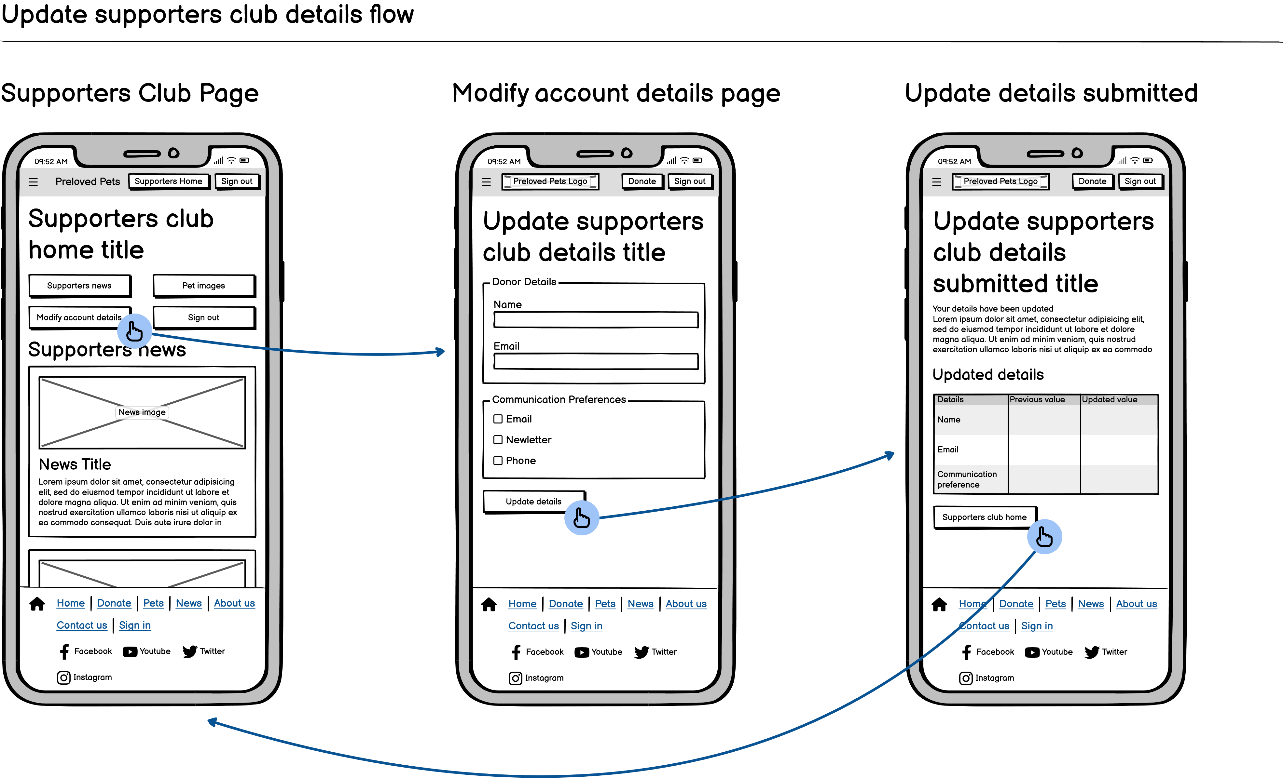 Update supporters club details flow
Supporters Club Page
09:52 AM
Preloved Pets
Supporters Home
Sign out
Supporters club
home title
Supporters news
Pet images
Modify account details
Sign out
Supporters news
News image
News Title
Lorem ipsum dolor sit amet, consectetur adipisicing
elit, sed do eiusmod tempor incididunt ut labore et
dolore magna aliqua. Ut enim ad minim veniam, quis
nostrud exercitation ullamco laboris nisi ut aliquip ex
ea commodo consequat. Duis aute irure dolor in
Home
Donate
Pets
News
About us
Contact us
Sign in
Facebook
Youtube
Twitter
Instagram
Modify account details page
09:52 AM
Preloved Pets Logo
Donate
Sign out
Update supporters
club details title
Donor Details
Name
Email
Communication Preferences
Email
Newletter
Phone
Update details
Home
Donate
Pets
News
About us
Contact us
Sign in
Facebook
Youtube
Twitter
Instagram
Update details submitted
09:52 AM
Preloved Pets Logo
Donate
Sign out
Update supporters
club details
submitted title
Your details have been updated
Lorem ipsum dolor sit amet, consectetur adipisicing elit,
sed do eiusmod tempor incididunt ut labore et dolore
magna aliqua. Ut enim ad minim veniam, quis nostrud
exercitation ullamco laboris nisi ut aliquip ex ea commodo
Updated details
Details
Previous value
Updated value
Name
Email
Communication
preference
Supporters club home
Home
Donate
Pets
News
About us
Contact us
Sign in
Facebook
Youtube
Twitter
Instagram